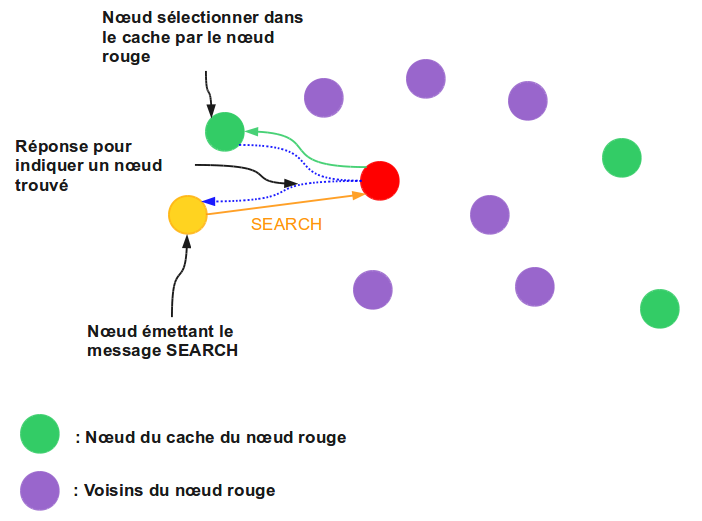 Nœud sélectionner dans
le cache par le nœud
rouge
Réponse pour
indiquer un nœud
trouvé
SEARCH
Nœud émettant le
message SEARCH
: Nœud du cache du nœud rouge
: Voisins du nœud rouge